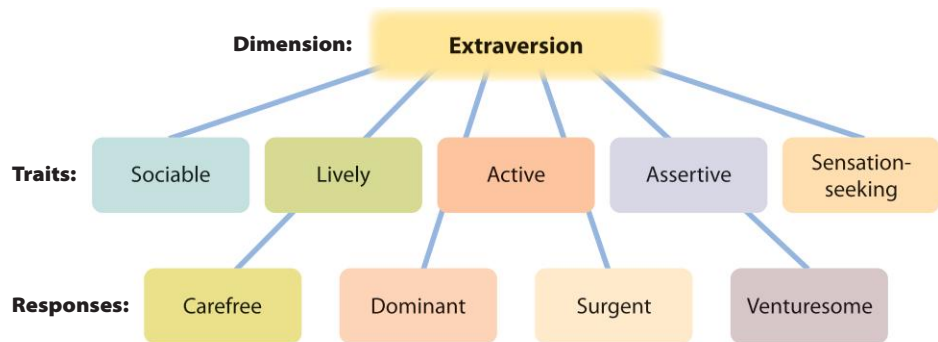 Dimension: Extraversion
Traits: Sociable Lively Active Assertive Sensation-
seeking
Responses: Carefree Dominant Surgent Venturesome